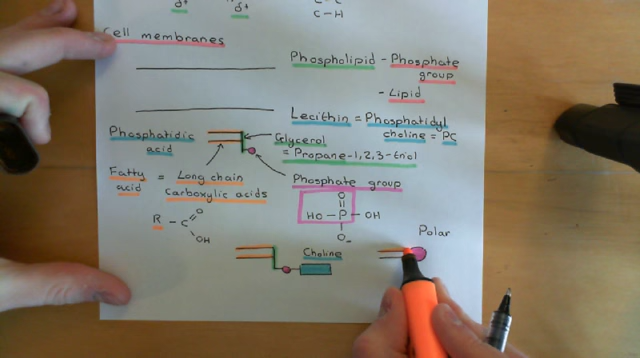 δ+ δ+
C - C
C - H
Cell membranes
Phospholipid - Phosphate
group
- Lipid
Lecithin = Phosphatidyl
choline = PC
Phosphatidic
acid
Glycerol
= Propane-1,2,3-triol
Fatty = Long chain
acid Carboxylic acids
Phosphate group
R - C
O
OH
O
HO - P - OH
O-
Choline
Polar